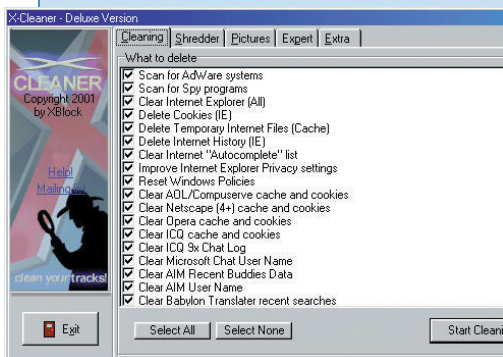 X-Cleaner - Deluxe Version
Cleaning Shredder Pictures Expert Extra
What to delete
Scan for AdWare systems
Scan for Spy programs
Clear Internet Explorer (All)
Delete Cookies (IE)
Delete Temporary Internet Files (Cache)
Delete Internet History (IE)
Clear Internet "Autocomplete" list
Improve Internet Explorer Privacy settings
Reset Windows Policies
Clear AOL/Compuserve cache and cookies
Clear Netscape (4+) cache and cookies
Clear Opera cache and cookies
Clear ICQ cache and cookies
Clear ICQ 9x Chat Log
Clear Microsoft Chat User Name
Clear AIM Recent Buddies Data
Clear AIM User Name
Clear Babylon Translater recent searches
CLEANER
Copyright 2001
by XBlock
Help!
Mailing
clean your tracks!
Exit
Select All Select None Start Cleani